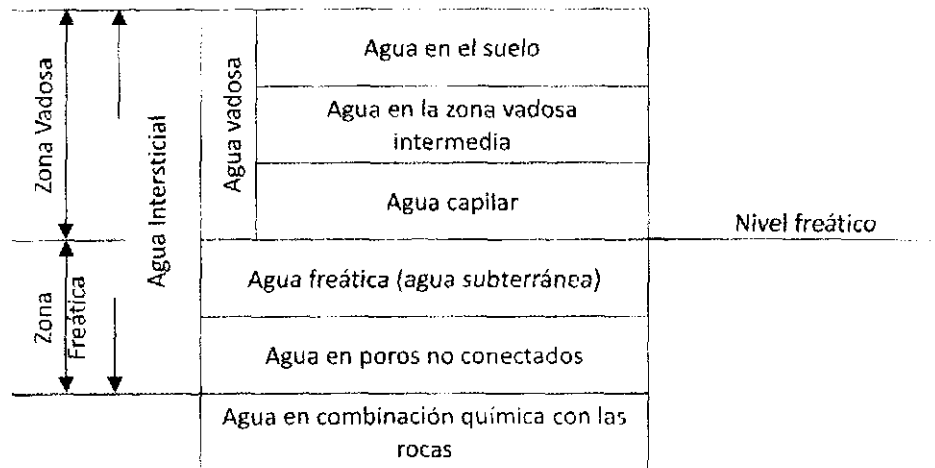 Zona Vadosa
Agua Intersticial
Agua vadosa
Agua en el suelo
Agua en la zona vadosa
intermedia
Agua capilar
Nivel freático
Zona
Freática
Agua freática (agua subterránea)
Agua en poros no conectados
Agua en combinación química con las
rocas